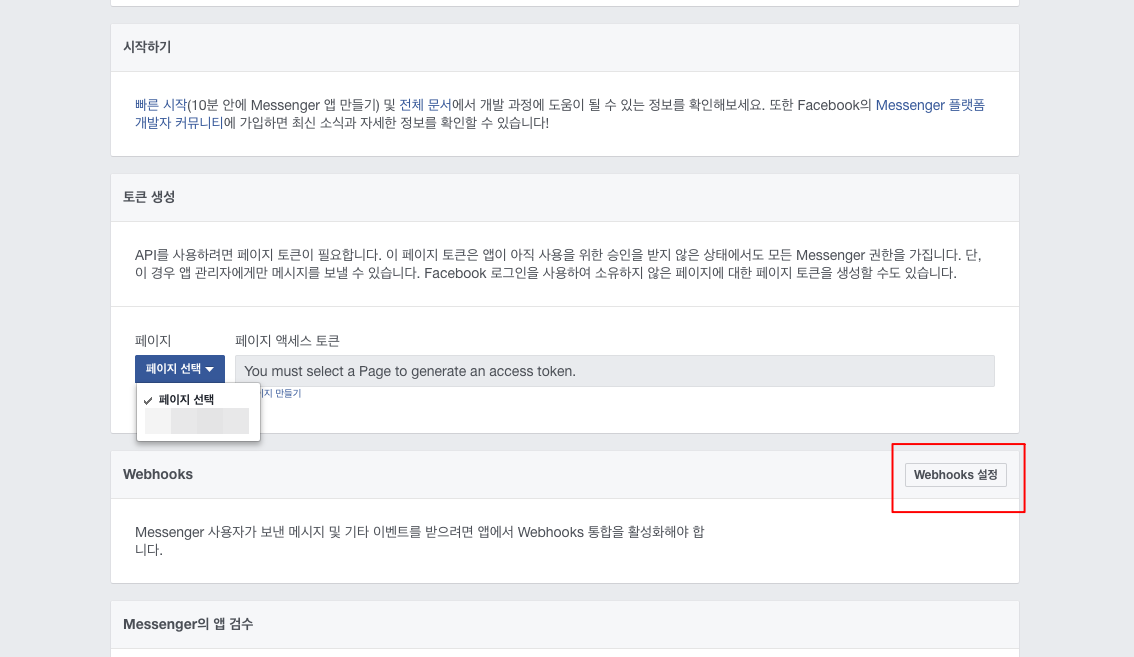 시작하기
빠른 시작(10분 안에 Messenger 앱 만들기) 및 전체 문서에서 개발 과정에 도움이 될 수 있는 정보를 확인해보세요. 또한 Facebook의 Messenger 플랫폼
개발자 커뮤니티에 가입하면 최신 소식과 자세한 정보를 확인할 수 있습니다!
토큰 생성
API를 사용하려면 페이지 토큰이 필요합니다. 이 페이지 토큰은 앱이 아직 사용을 위한 승인을 받지 않은 상태에서도 모든 Messenger 권한을 가집니다. 단,
이 경우 앱 관리자에게만 메시지를 보낼 수 있습니다. Facebook 로그인을 사용하여 소유하지 않은 페이지에 대한 페이지 토큰을 생성할 수도 있습니다.
페이지 페이지 액세스 토큰
페이지 선택 You must select a Page to generate an access token.
만들기
페이지 선택
Webhooks Webhooks 설정
Messenger 사용자가 보낸 메시지 및 기타 이벤트를 받으려면 앱에서 Webhooks 통합을 활성화해야 합
니다.
Messenger의 앱 검수